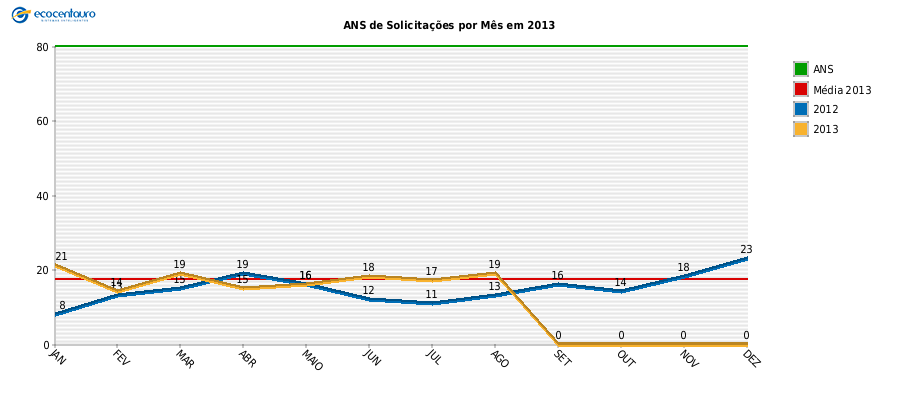 ecocentauro
ANS de Solicitações por Mês em 2013
80
60
40
20
0
21 14 19 15 16 18 17 19 0 0 0 0
8 13 15 19 16 12 11 13 16 14 18 23
JAN FEV MAR ABR MAIO JUN JUL AGO SET OUT NOV DEZ
ANS
Média 2013
2012
2013